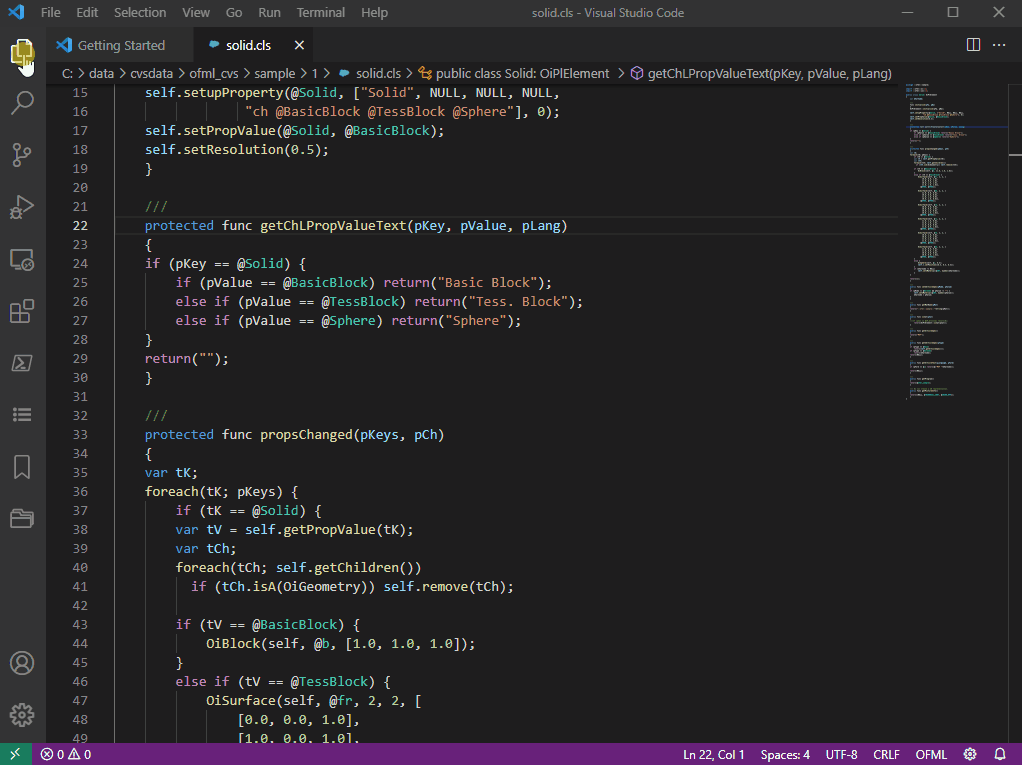 File Edit Selection View Go Run Terminal Help solid.cls - Visual Studio Code
Getting Started solid.cls
C: > data > cvsdata > ofml_cvs > sample > 1 > solid.cls > public class Solid: OiPlElement > getChLPropValueText(pKey, pValue, pLang)
15 self.setupProperty(@Solid, ["Solid", NULL, NULL, NULL,
16 "ch @BasicBlock @TessBlock @Sphere"], 0);
17 self.setPropValue(@Solid, @BasicBlock);
18 self.setResolution(0.5);
19 }
20
21 ///
22 protected func getChLPropValueText(pKey, pValue, pLang)
23 {
24 if (pKey == @Solid) {
25 if (pValue == @BasicBlock) return("Basic Block");
26 else if (pValue == @TessBlock) return("Tess. Block");
27 else if (pValue == @Sphere) return("Sphere");
28 }
29 return("");
30 }
31
32 ///
33 protected func propsChanged(pKeys, pCh)
34 {
35 var tK;
36 foreach(tK; pKeys) {
37 if (tK == @Solid) {
38 var tV = self.getPropValue(tK);
39 var tCh;
40 foreach(tCh; self.getChildren())
41 if (tCh.isA(OiGeometry)) self.remove(tCh);
42
43 if (tV == @BasicBlock) {
44 OiBlock(self, @b, [1.0, 1.0, 1.0]);
45 }
46 else if (tV == @TessBlock) {
47 OiSurface(self, @fr, 2, 2, [
48 [0.0, 0.0, 1.0],
49 [1.0, 0.0, 1.0],
0 0 Ln 22, Col 1 Spaces: 4 UTF-8 CRLF OFML